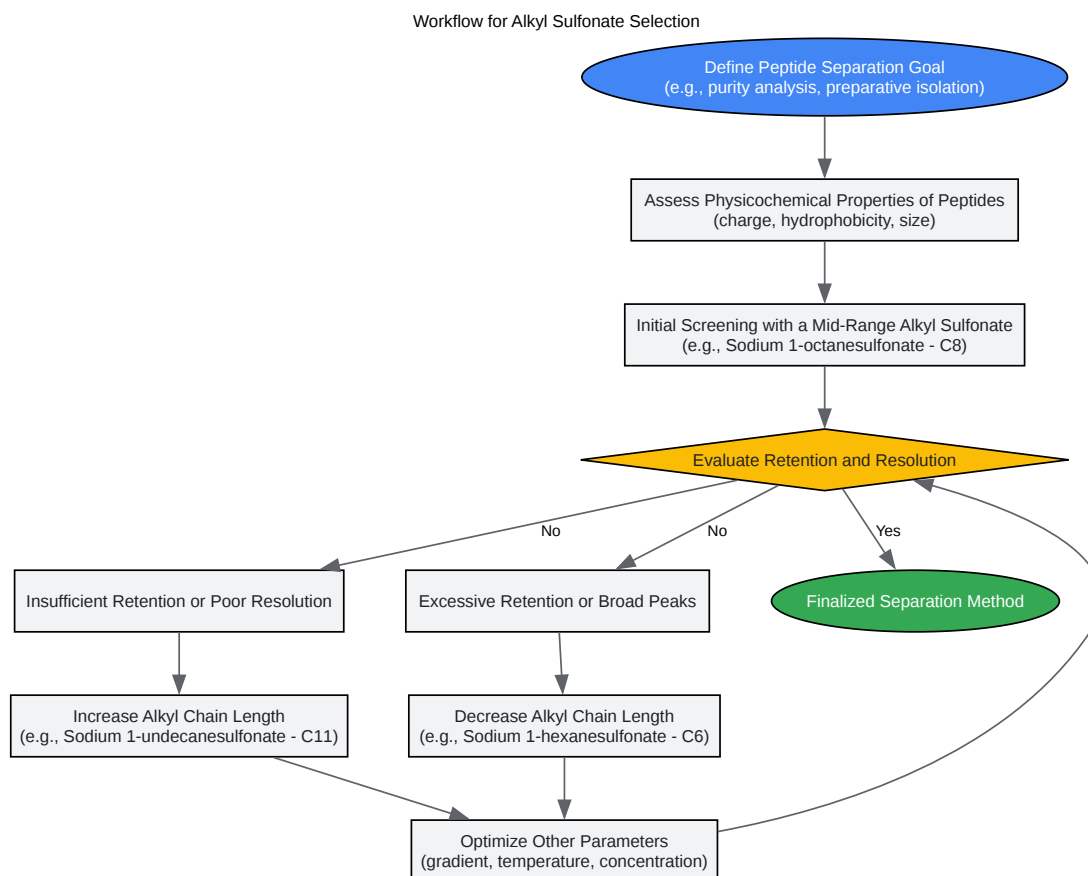 Workflow for Alkyl Sulfonate Selection
Define Peptide Separation Goal
(e.g., purity analysis, preparative isolation)
Assess Physicochemical Properties of Peptides
(charge, hydrophobicity, size)
Initial Screening with a Mid-Range Alkyl Sulfonate
(e.g., Sodium 1-octanesulfonate - C8)
Evaluate Retention and Resolution
No
No
Yes
Insufficient Retention or Poor Resolution
Excessive Retention or Broad Peaks
Finalized Separation Method
Increase Alkyl Chain Length
(e.g., Sodium 1-undecanesulfonate - C11)
Decrease Alkyl Chain Length
(e.g., Sodium 1-hexanesulfonate - C6)
Optimize Other Parameters
(gradient, temperature, concentration)